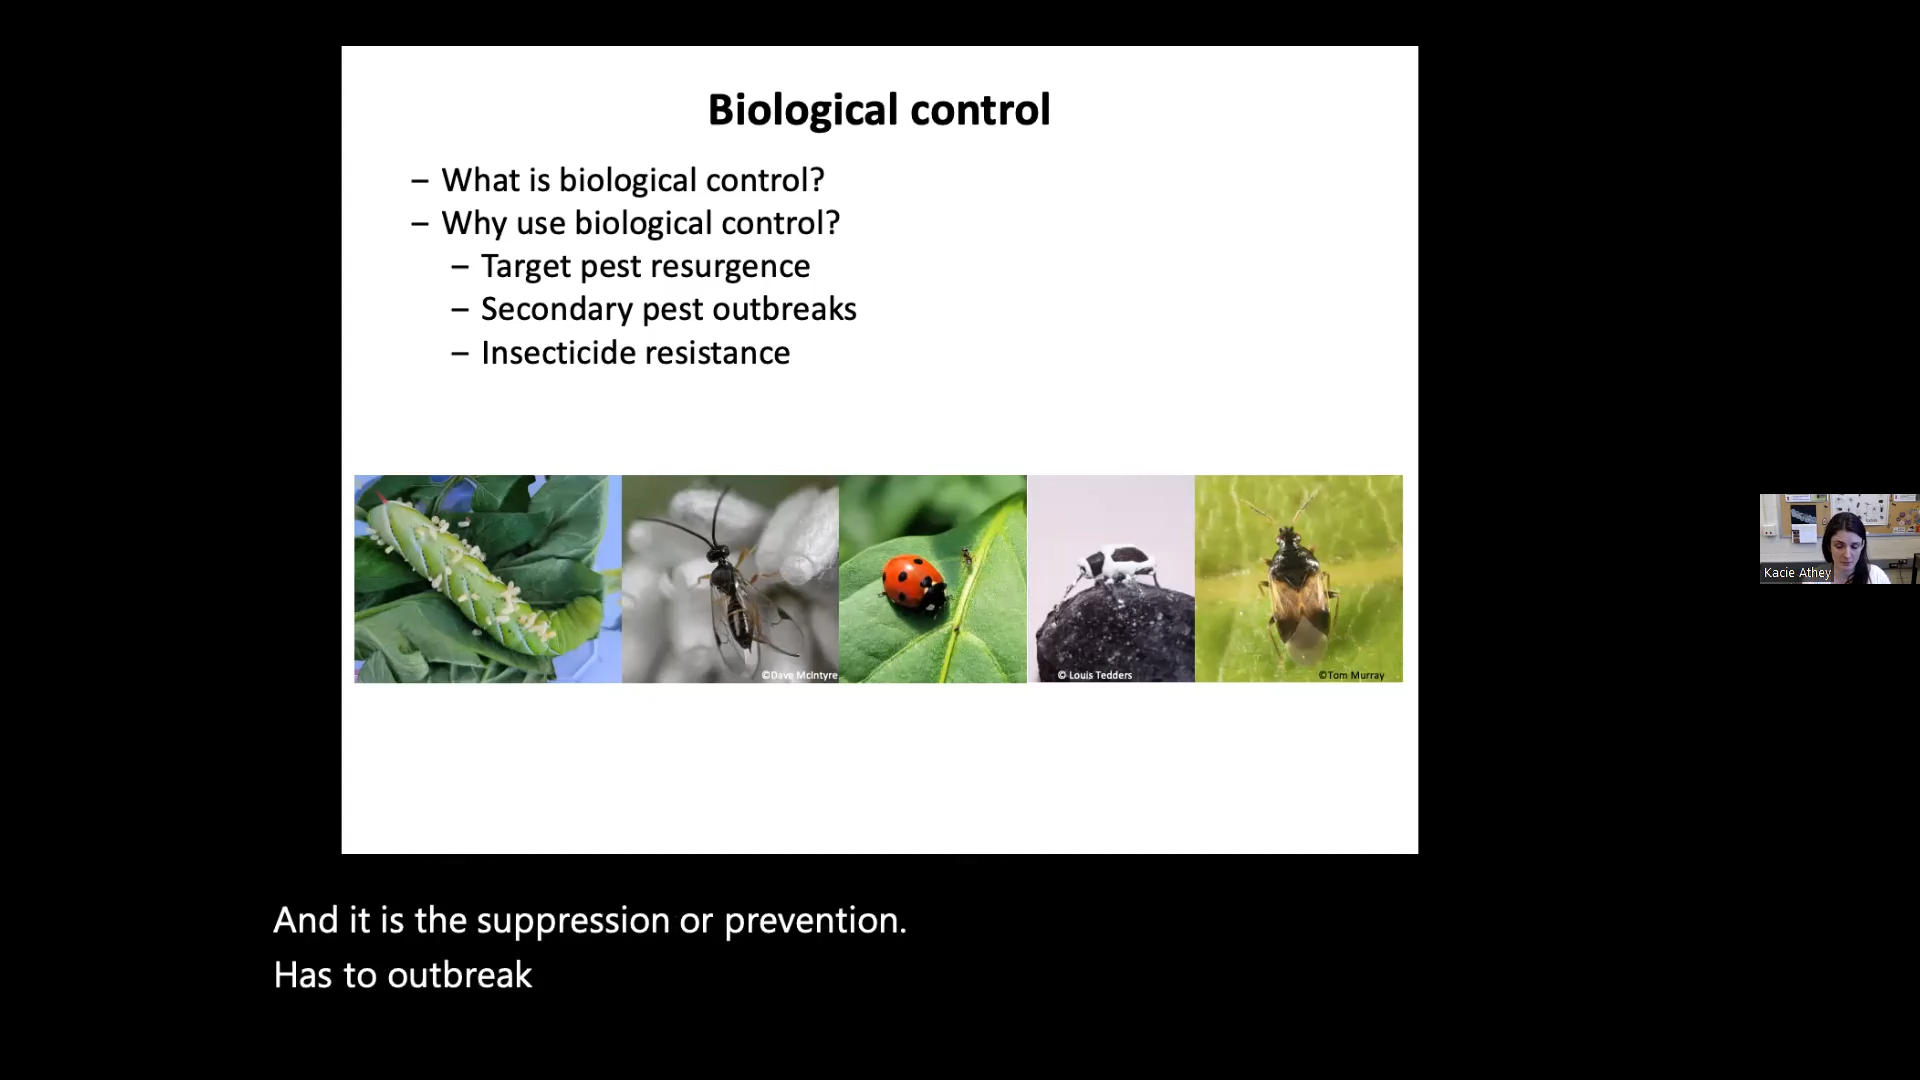 Biological control
– What is biological control?
– Why use biological control?
– Target pest resurgence
– Secondary pest outbreaks
– Insecticide resistance
©Dave McIntyre
© Louis Tedders
©Tom Murray
Kacie Athey
And it is the suppression or prevention.
Has to outbreak